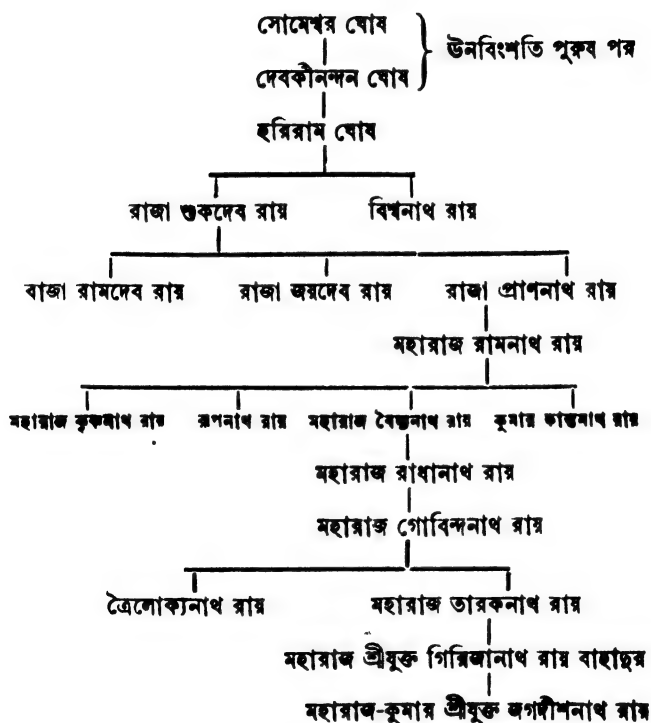 সোমেশ্বর ঘোষ
ঊনবিংশতি পুরুষ পর
দেবকীনন্দন ঘোষ
হরিরাম ঘোষ
রাজা শুকদেব রায় বিশ্বনাথ রায়
রাজা রামদেব রায় রাজা জয়দেব রায় রাজা প্রাণনাথ রায়
মহারাজ রামনাথ রায়
মহারাজ কৃষ্ণনাথ রায় রূপনাথ রায় মহারাজ বৈদ্যনাথ রায় কুমার কান্তনাথ রায়
মহারাজ রাধানাথ রায়
মহারাজ গোবিন্দনাথ রায়
ত্রৈলোক্যনাথ রায় মহারাজ তারকনাথ রায়
মহারাজ শ্রীযুক্ত গিরিজানাথ রায় বাহাদুর
মহারাজ-কুমার শ্রীযুক্ত জগদীশনাথ রায়